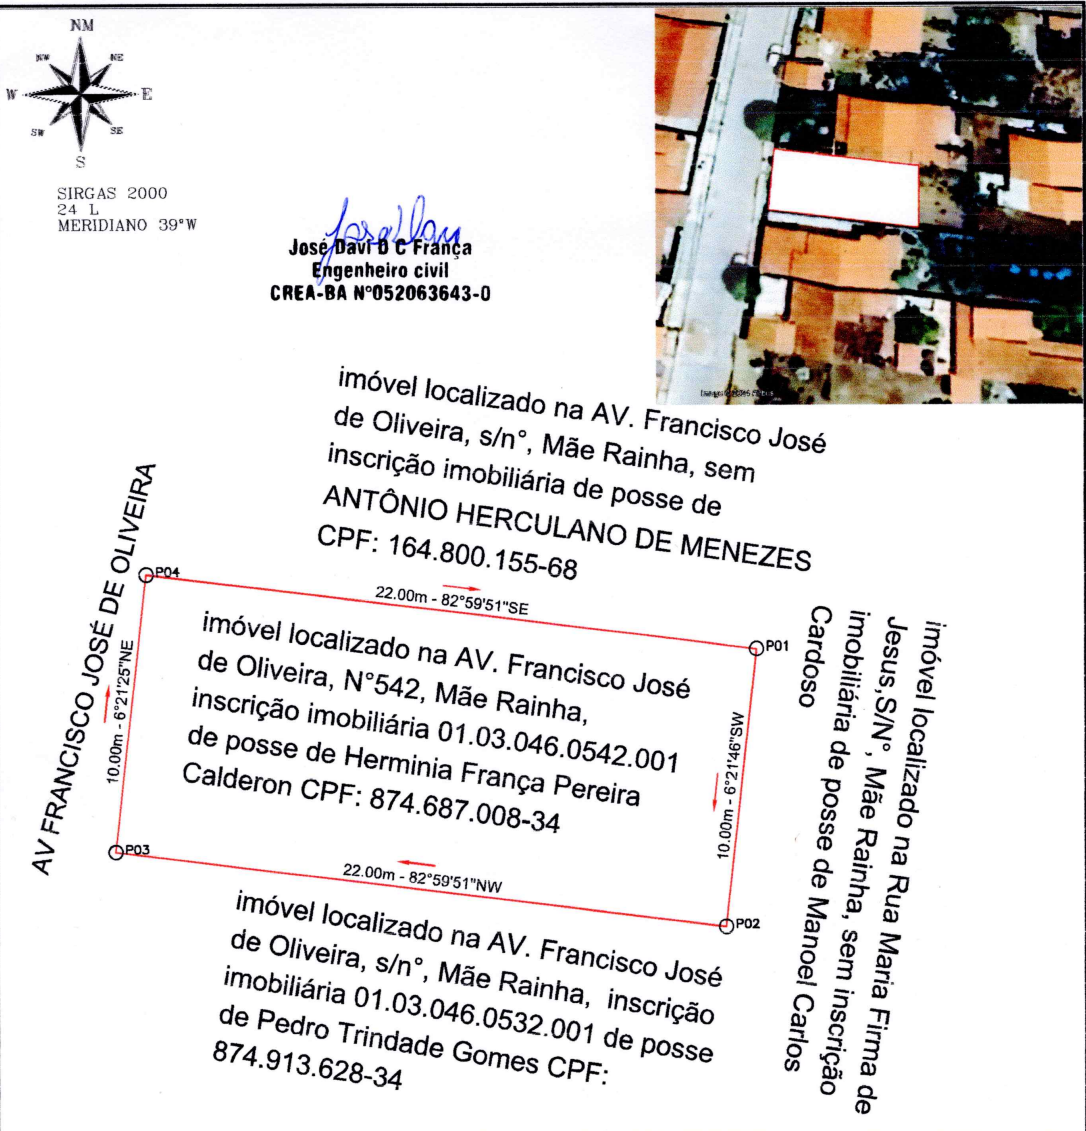 NM
NW
NE
W
E
SW
SE
S
SIRGAS 2000
24 L
MERIDIANO 39°W
José Davi D C França
Engenheiro civil
CREA-BA N°052063643-0
imóvel localizado na AV. Francisco José
de Oliveira, s/n°, Mãe Rainha, sem
inscrição imobiliária de posse de
ANTÔNIO HERCULANO DE MENEZES
CPF: 164.800.155-68
AV FRANCISCO JOSÉ DE OLIVEIRA
P04
22.00m - 82°59'51"SE
P01
10.00m - 6°21'25"NE
imóvel localizado na AV. Francisco José
de Oliveira, N°542, Mãe Rainha,
inscrição imobiliária 01.03.046.0542.001
de posse de Herminia França Pereira
Calderon CPF: 874.687.008-34
10.00m - 6°21'46"SW
imóvel localizado na Rua Maria Firma de
Jesus,S/N°, Mãe Rainha, sem inscrição
imobiliária de posse de Manoel Carlos
Cardoso
P03
22.00m - 82°59'51"NW
P02
imóvel localizado na AV. Francisco José
de Oliveira, s/n°, Mãe Rainha, inscrição
imobiliária 01.03.046.0532.001 de posse
de Pedro Trindade Gomes CPF:
874.913.628-34